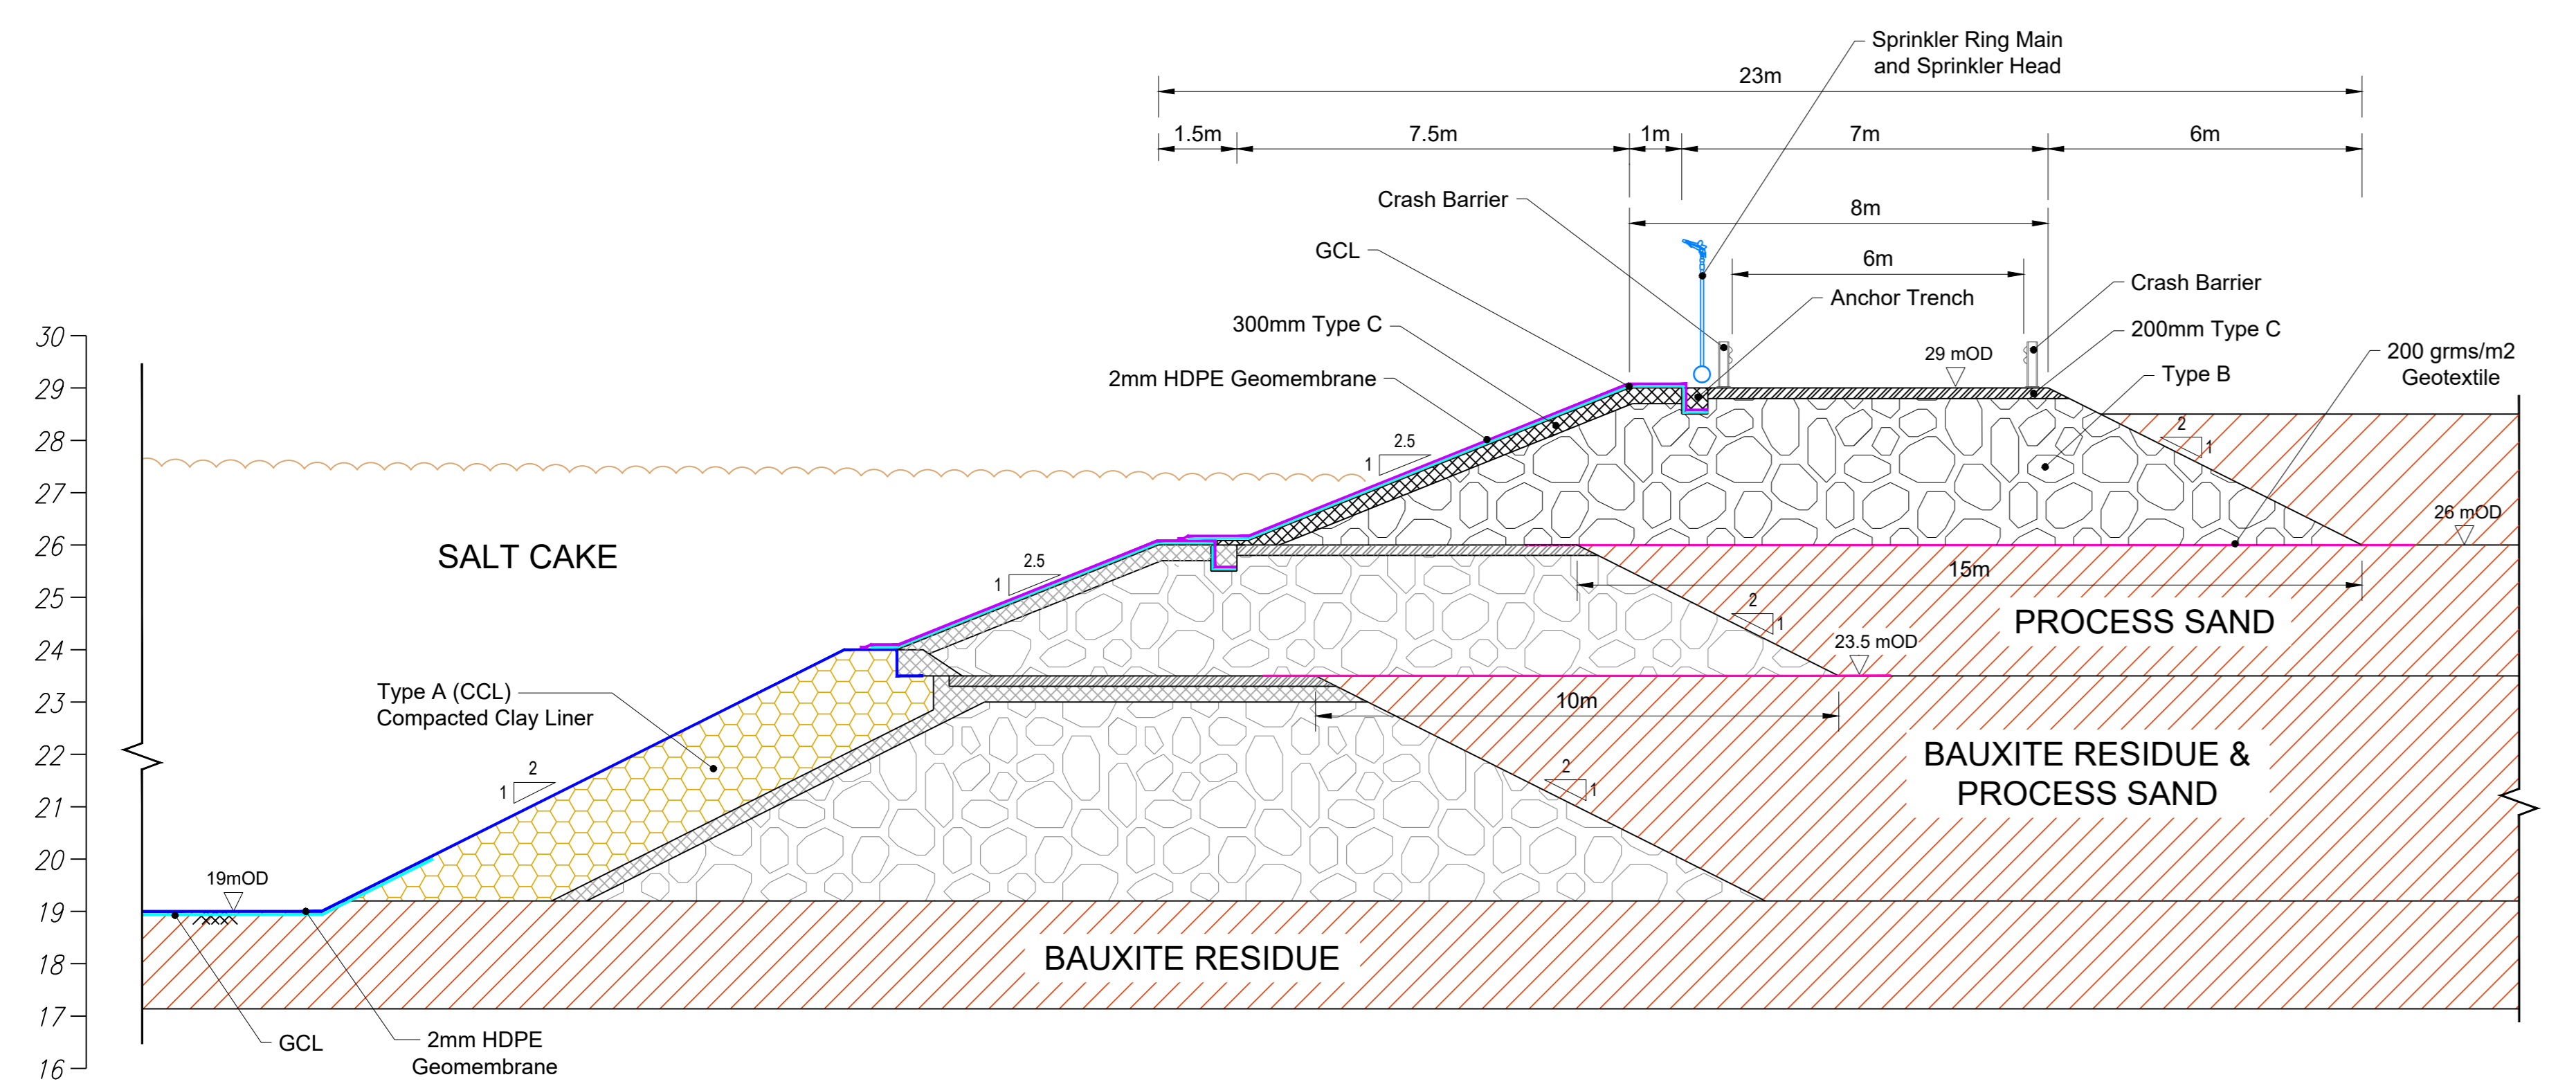 Sprinkler Ring Main
and Sprinkler Head
23m
1.5m
7.5m
1m
7m
6m
Crash Barrier
8m
GCL
6m
Crash Barrier
Anchor Trench
300mm Type C
200mm Type C
29 mOD
200 grms/m2
Geotextile
2mm HDPE Geomembrane
Type B
30
29
28
27
26
25
24
23
22
21
20
19
18
17
16
2
1
2.5
1
26 mOD
SALT CAKE
2.5
1
15m
2
1
PROCESS SAND
23.5 mOD
Type A (CCL)
Compacted Clay Liner
10m
BAUXITE RESIDUE &
PROCESS SAND
2
1
2
1
19mOD
BAUXITE RESIDUE
GCL
2mm HDPE
Geomembrane